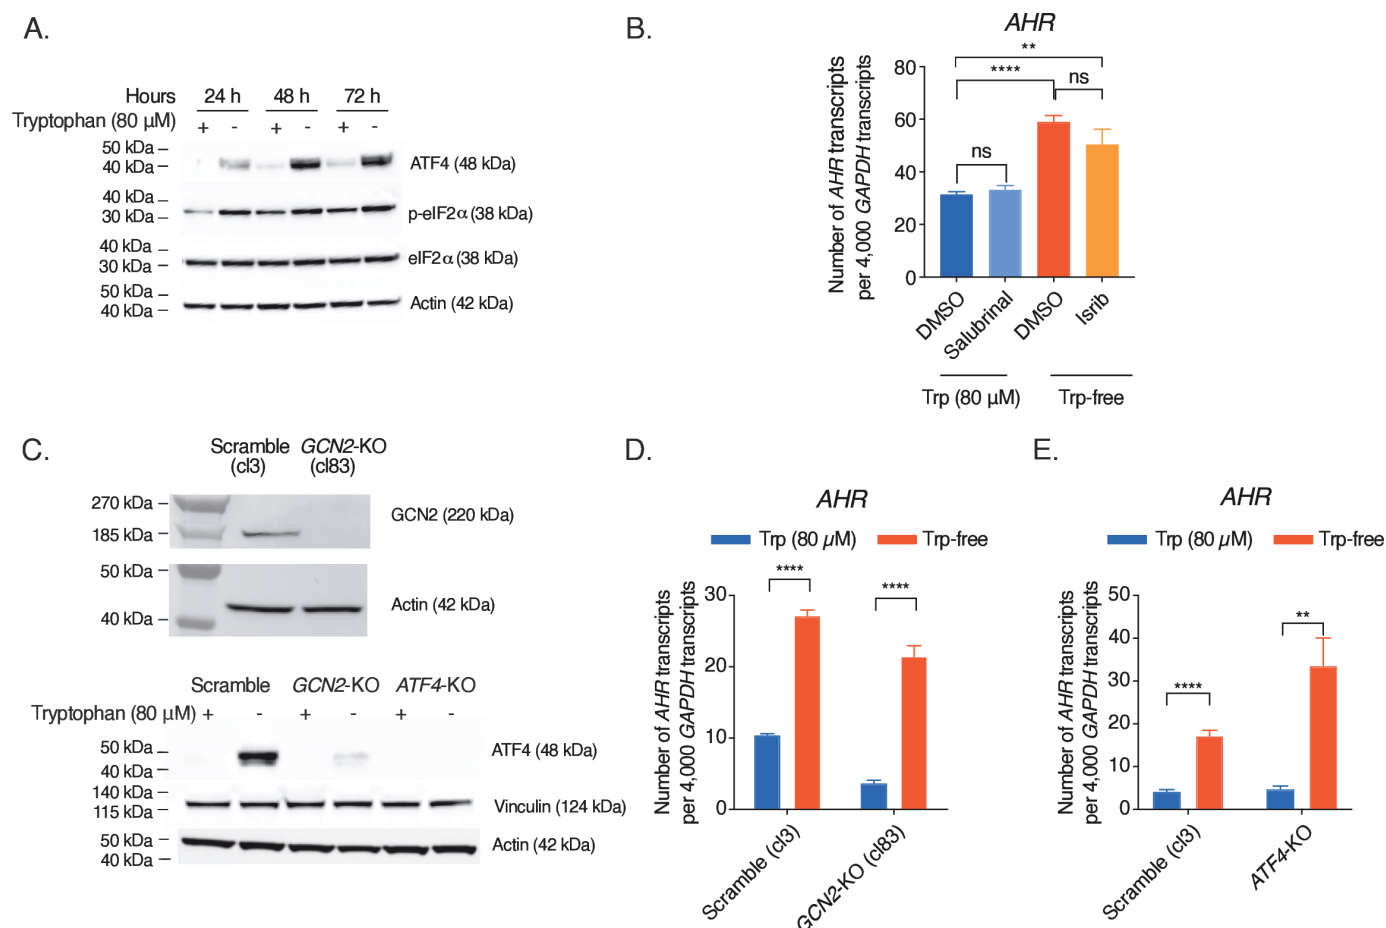 A.
Hours 24 h 48 h 72 h
Tryptophan (80 µM) + - + - + -
50 kDa
40 kDa
ATF4 (48 kDa)
40 kDa
30 kDa
p-eIF2α (38 kDa)
40 kDa
30 kDa
eIF2α (38 kDa)
50 kDa
40 kDa
Actin (42 kDa)
B.
AHR
**
****
ns
ns
Number of AHR transcripts
per 4,000 GAPDH transcripts
80
60
40
20
0
DMSO
Salubrinal
DMSO
Isrib
Trp (80 µM)
Trp-free
C.
Scramble GCN2-KO
(cl3) (cl83)
270 kDa
185 kDa
GCN2 (220 kDa)
50 kDa
40 kDa
Actin (42 kDa)
Scramble GCN2-KO ATF4-KO
Tryptophan (80 µM) + - + - + -
50 kDa
40 kDa
ATF4 (48 kDa)
140 kDa
115 kDa
Vinculin (124 kDa)
50 kDa
40 kDa
Actin (42 kDa)
D.
AHR
Trp (80 µM) Trp-free
****
****
Number of AHR transcripts
per 4,000 GAPDH transcripts
30
20
10
0
Scramble (cl3)
GCN2-KO (cl83)
E.
AHR
Trp (80 µM) Trp-free
****
**
Number of AHR transcripts
per 4,000 GAPDH transcripts
50
40
30
20
10
0
Scramble (cl3)
ATF4-KO